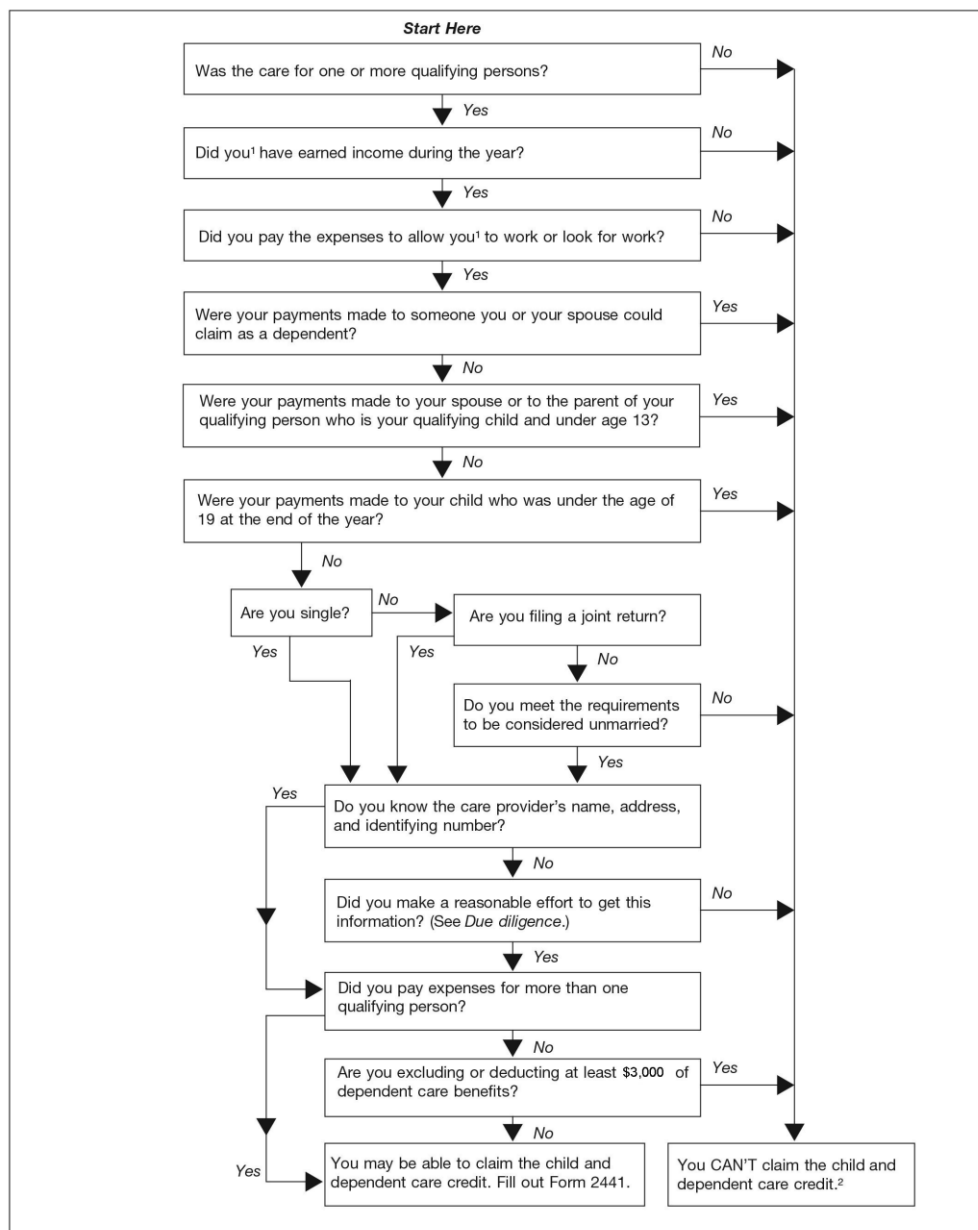 Start Here
Was the care for one or more qualifying persons?
No
Yes
Did you¹ have earned income during the year?
No
Yes
Did you pay the expenses to allow you¹ to work or look for work?
No
Yes
Were your payments made to someone you or your spouse could
claim as a dependent?
Yes
No
Were your payments made to your spouse or to the parent of your
qualifying person who is your qualifying child and under age 13?
Yes
No
Were your payments made to your child who was under the age of
19 at the end of the year?
Yes
No
Are you single?
No
Are you filing a joint return?
Yes
Yes
No
Do you meet the requirements
to be considered unmarried?
No
Yes
Yes
Do you know the care provider's name, address,
and identifying number?
No
Did you make a reasonable effort to get this
information? (See Due diligence.)
No
Yes
Did you pay expenses for more than one
qualifying person?
No
Are you excluding or deducting at least $3,000 of
dependent care benefits?
Yes
No
Yes
You may be able to claim the child and
dependent care credit. Fill out Form 2441.
You CAN'T claim the child and
dependent care credit.²